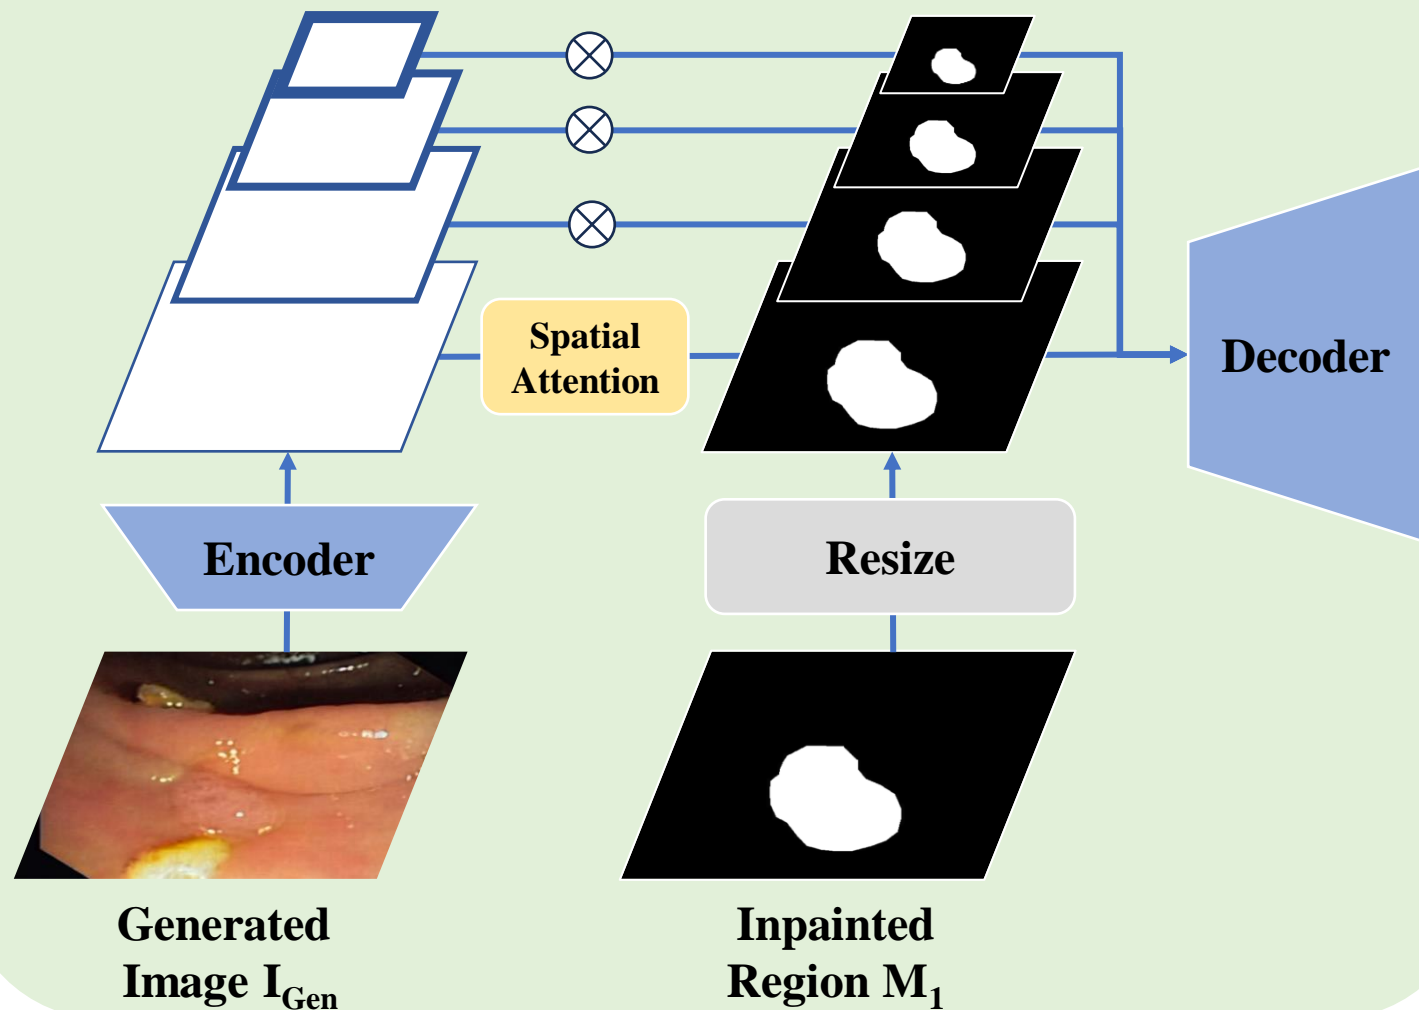 Spatial
Attention
Decoder
Encoder
Resize
Generated
Image I_Gen
Inpainted
Region M_1